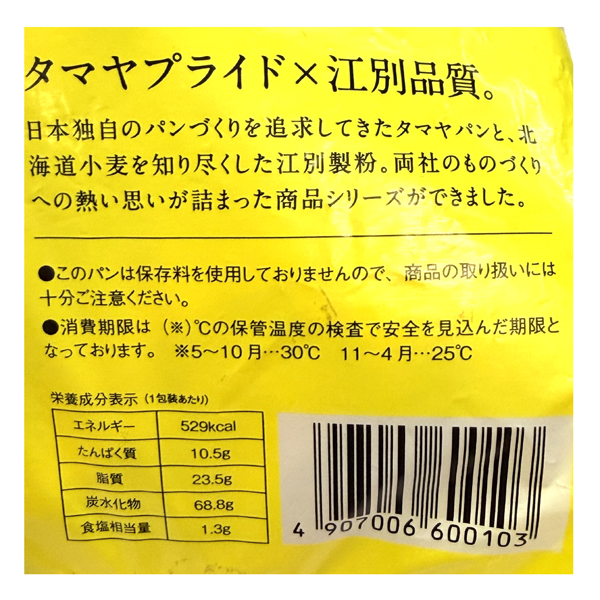 タマヤプライド×江別品質。
日本独自のパンづくりを追求してきたタマヤパンと、北
海道小麦を知り尽くした江別製粉。両社のものづくり
への熱い思いが詰まった商品シリーズができました。
●このパンは保存料を使用しておりませんので、商品の取り扱いには
十分ご注意ください。
●消費期限は（※）℃の保管温度の検査で安全を見込んだ期限と
なっております。 ※5～10月…30℃ 11～4月…25℃
栄養成分表示（1包装あたり）
エネルギー 529kcal
たんぱく質 10.5g
脂質 23.5g
炭水化物 68.8g
食塩相当量 1.3g
4 907006 600103